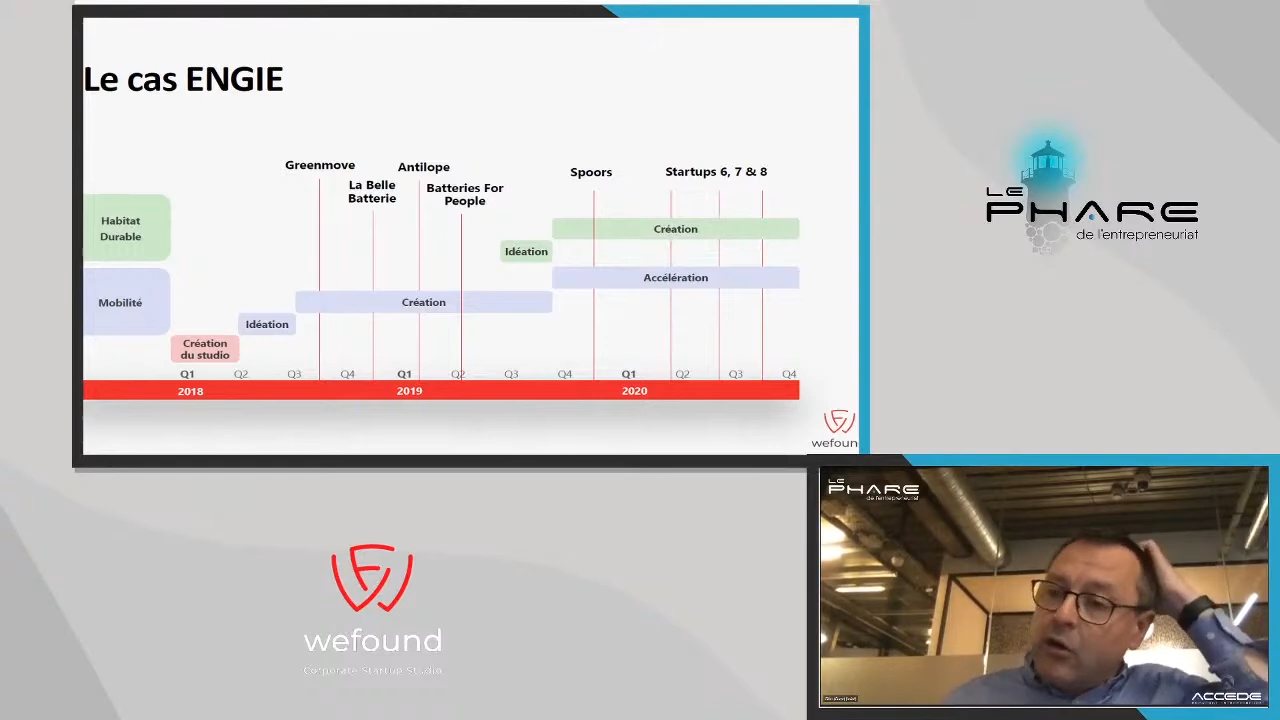 Le cas ENGIE
Greenmove
La Belle
Batterie
Antilope
Batteries For
People
Spoors
Startups 6, 7 & 8
Habitat
Durable
Création
Idéation
Mobilité
Accélération
Création
Idéation
Création
du studio
Q1 Q2 Q3 Q4 Q1 Q2 Q3 Q4 Q1 Q2 Q3 Q4
2018 2019 2020
wefoun
LE
PHARE
de l'entrepreneuriat
wefound
Corporate Startup Studio
LE
PHARE
de l'entrepreneuriat
ACCEDE